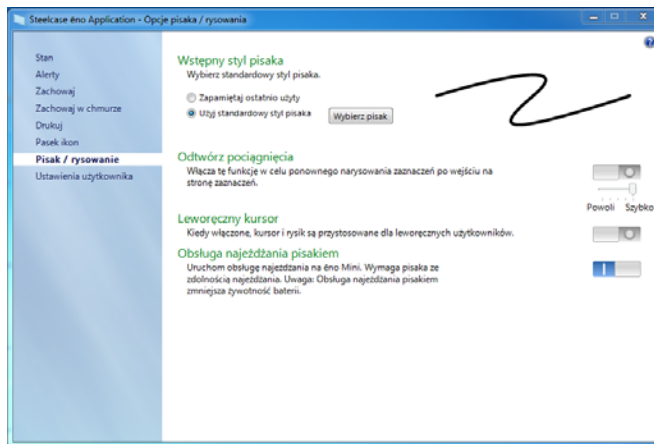 Steelcase ēno Application - Opcje pisaka / rysowania
Stan
Alerty
Zachowaj
Zachowaj w chmurze
Drukuj
Pasek ikon
Pisak / rysowanie
Ustawienia użytkownika
Wstępny styl pisaka
Wybierz standardowy styl pisaka.
Zapamiętaj ostatnio użyty
Użyj standardowy styl pisaka
Wybierz pisak
Odtwórz pociągnięcia
Włącza tę funkcję w celu ponownego narysowania zaznaczeń po wejściu na
stronę zaznaczeń.
Powoli Szybko
Leworęczny kursor
Kiedy włączone, kursor i rysik są przystosowane dla leworęcznych użytkowników.
Obsługa najeżdżania pisakiem
Uruchom obsługę najeżdzania na ēno Mini. Wymaga pisaka ze
zdolnością najeżdzania. Uwaga: Obsługa najeżdżania pisakiem
zmniejsza żywotność baterii.